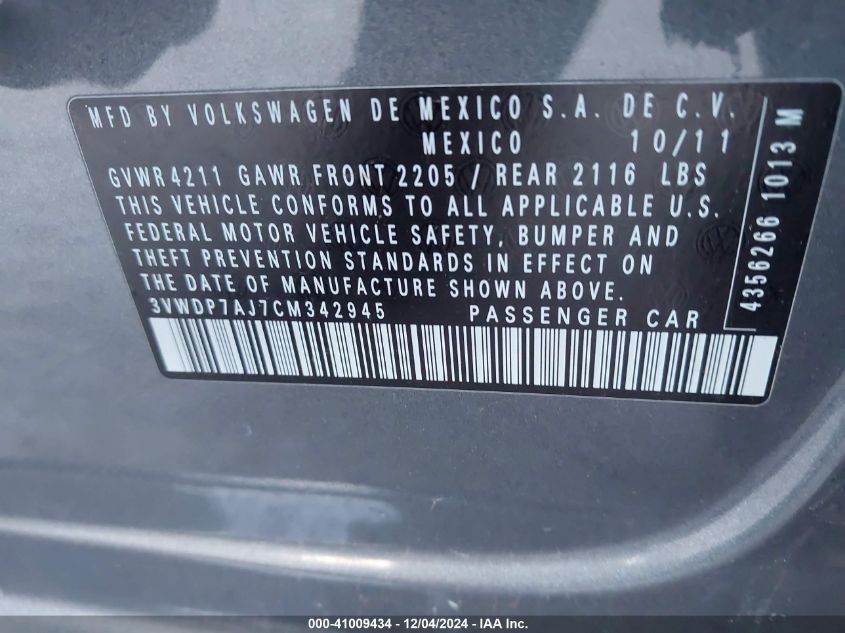 MFD BY VOLKSWAGEN DE MEXICO S.A. DE C.V.
MEXICO 10/11
GVWR 4211 GAWR FRONT 2205 / REAR 2116 LBS
THIS VEHICLE CONFORMS TO ALL APPLICABLE U.S.
FEDERAL MOTOR VEHICLE SAFETY, BUMPER AND
THEFT PREVENTION STANDARDS IN EFFECT ON
THE DATE OF MANUFACTURE SHOWN ABOVE.
3VWDP7AJ7CM342945 PASSENGER CAR
4356266 1013 M
000-41009434 - 12/04/2024 - IAA Inc.